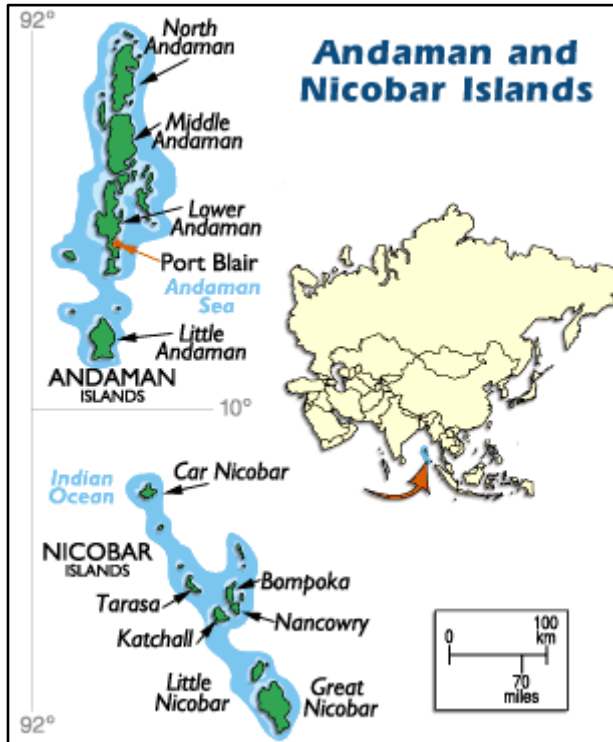 92°
North
Andaman
Andaman and
Nicobar Islands
Middle
Andaman
Lower
Andaman
Port Blair
Andaman
Sea
Little
Andaman
ANDAMAN
ISLANDS
10°
Indian
Ocean
Car Nicobar
NICOBAR
ISLANDS
Bompoka
Tarasa
Nancowry
Katchall
Little
Nicobar
Great
Nicobar
0
100
km
70
miles
92°